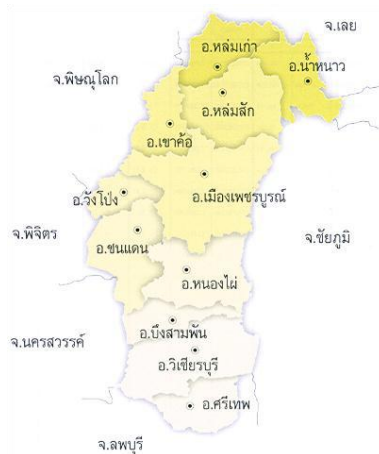 จ.เลย
อ.หล่มเก่า
อ.น้ำหนาว
จ.พิษณุโลก
อ.หล่มสัก
อ.เขาค้อ
อ.วังโป่ง
อ.เมืองเพชรบูรณ์
จ.พิจิตร
จ.ชัยภูมิ
อ.ชนแดน
อ.หนองไผ่
อ.บึงสามพัน
จ.นครสวรรค์
อ.วิเชียรบุรี
อ.ศรีเทพ
จ.ลพบุรี